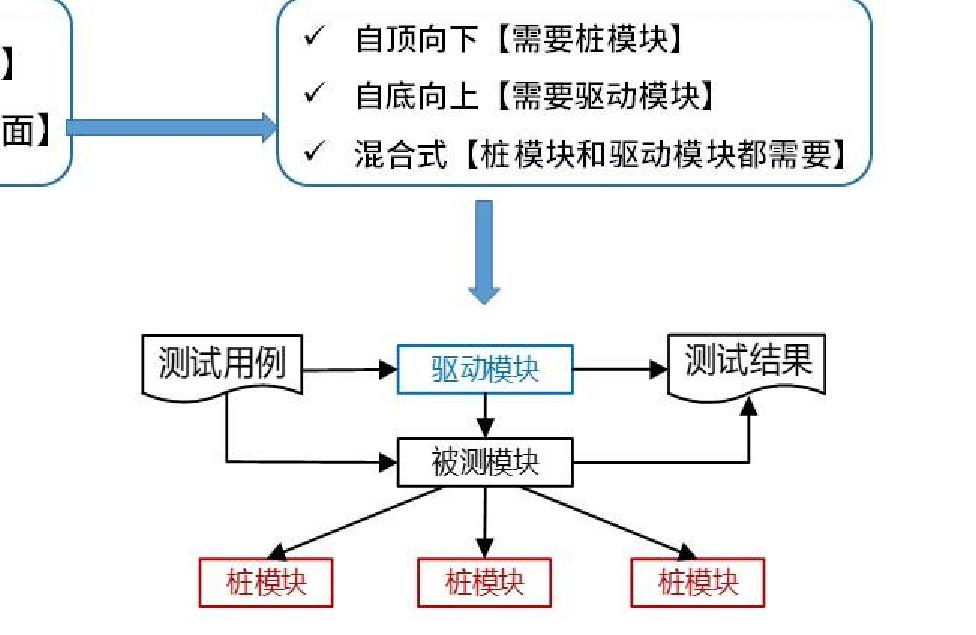 ✓ 自顶向下【需要桩模块】
】
✓ 自底向上【需要驱动模块】
面】
✓ 混合式【桩模块和驱动模块都需要】
测试用例
驱动模块
测试结果
被测模块
桩模块
桩模块
桩模块